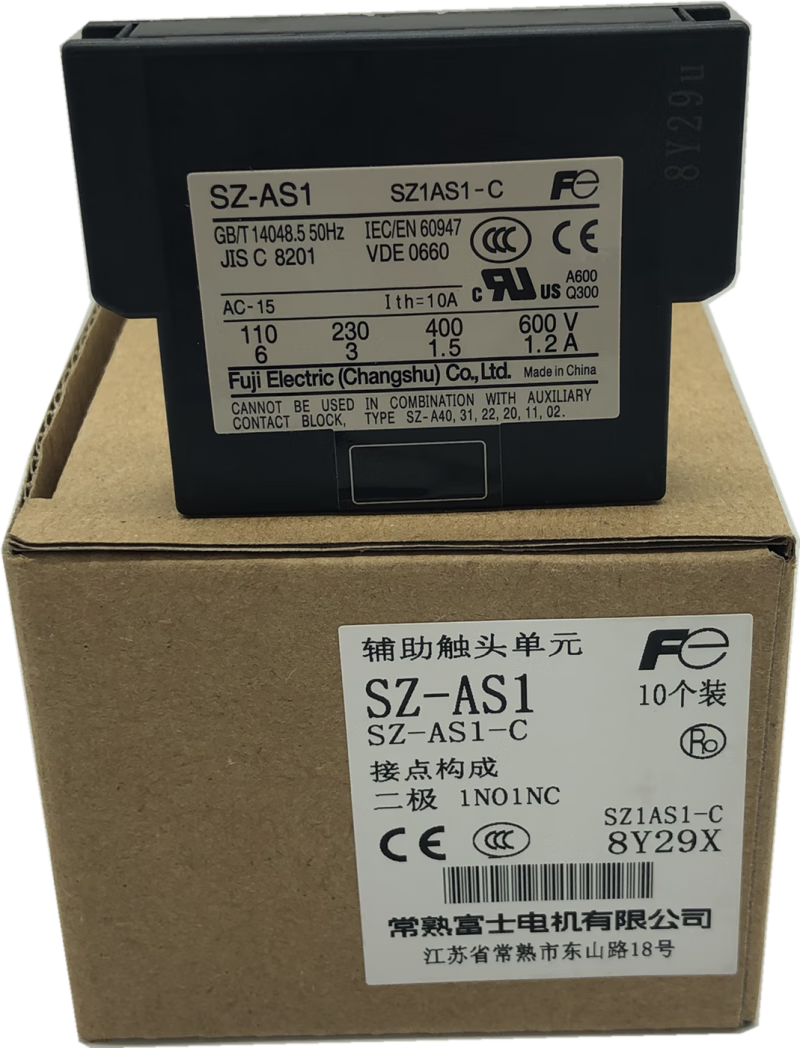 8Y29u
SZ-AS1 SZ1AS1-C Fe
GB/T 14048.5 50Hz IEC/EN 60947
JIS C 8201 VDE 0660
CCC CE
c RU US A600
Q300
AC-15 Ith=10A
110 230 400 600 V
6 3 1.5 1.2 A
Fuji Electric (Changshu) Co., Ltd. Made in China
CANNOT BE USED IN COMBINATION WITH AUXILIARY
CONTACT BLOCK, TYPE SZ-A40, 31, 22, 20, 11, 02.
辅助触头单元 Fe
SZ-AS1 10个装
SZ-AS1-C
Ro
接点构成
二极 1NO1NC
SZ1AS1-C
CE CCC 8Y29X
常熟富士电机有限公司
江苏省常熟市东山路18号